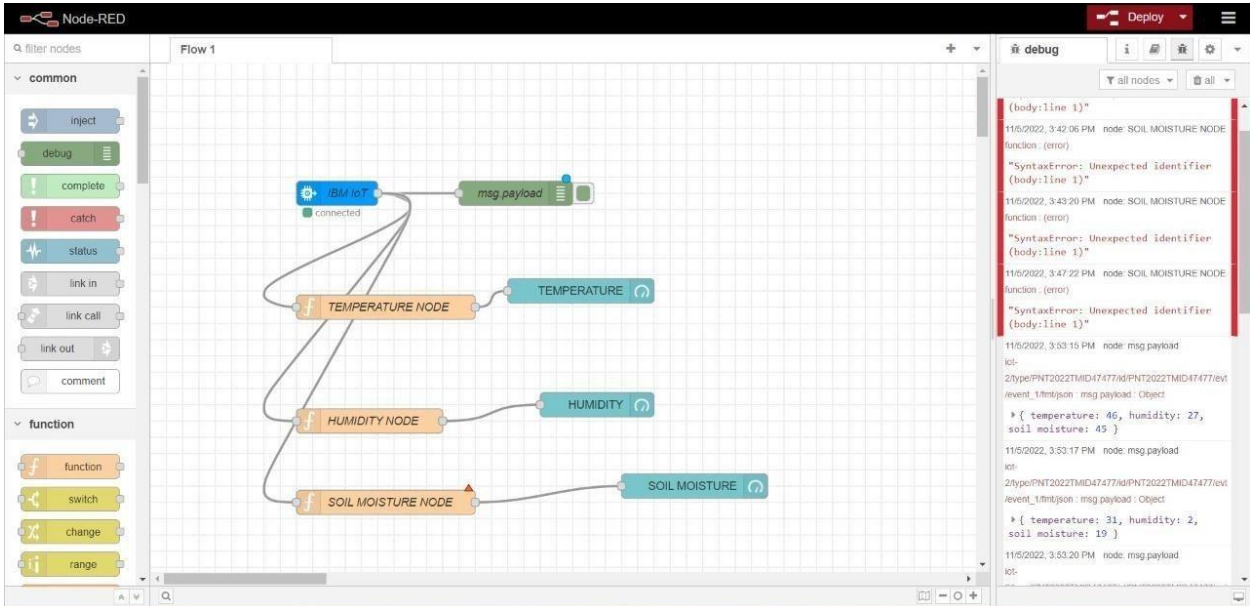 Node-RED
Deploy
filter nodes
Flow 1
debug
i
all nodes
all
common
inject
debug
complete
catch
status
link in
link call
link out
comment
function
function
switch
change
range
IBM IoT
connected
msg.payload
TEMPERATURE NODE
TEMPERATURE
HUMIDITY NODE
HUMIDITY
SOIL MOISTURE NODE
SOIL MOISTURE
(body:line 1)"
11/5/2022, 3:42:06 PM node: SOIL MOISTURE NODE
function : (error)
"SyntaxError: Unexpected identifier
(body:line 1)"
11/5/2022, 3:43:20 PM node: SOIL MOISTURE NODE
function : (error)
"SyntaxError: Unexpected identifier
(body:line 1)"
11/5/2022, 3:47:22 PM node: SOIL MOISTURE NODE
function : (error)
"SyntaxError: Unexpected identifier
(body:line 1)"
11/5/2022, 3:53:15 PM node: msg.payload
iot-
2/type/PNT2022TMID47477/id/PNT2022TMID47477/evt
/event_1/fmt/json : msg.payload : Object
{ temperature: 46, humidity: 27,
soil moisture: 45 }
11/5/2022, 3:53:17 PM node: msg.payload
iot-
2/type/PNT2022TMID47477/id/PNT2022TMID47477/evt
/event_1/fmt/json : msg.payload : Object
{ temperature: 31, humidity: 2,
soil moisture: 19 }
11/5/2022, 3:53:20 PM node: msg.payload
iot-